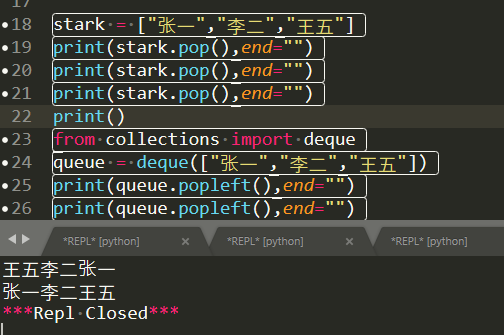 17
18 stark = ["张一","李二","王五"]
19 print(stark.pop(),end="")
20 print(stark.pop(),end="")
21 print(stark.pop(),end="")
22 print()
23 from collections import deque
24 queue = deque(["张一","李二","王五"])
25 print(queue.popleft(),end="")
26 print(queue.popleft(),end="")
*REPL* [python] × *REPL* [python] × *REPL* [python]
王五李二张一
张一李二王五
***Repl Closed***